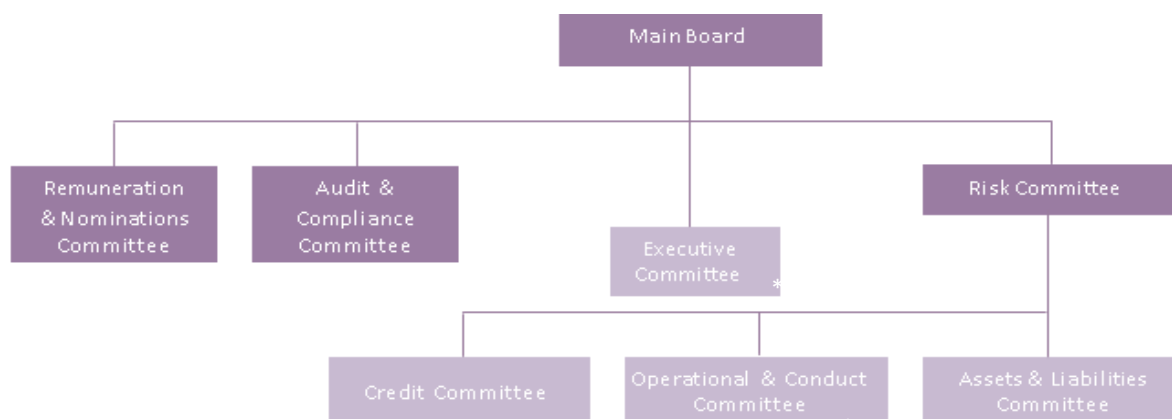 Main Board
Remuneration
& Nominations
Committee
Audit &
Compliance
Committee
Risk Committee
Executive
Committee
*
Credit Committee
Operational & Conduct
Committee
Assets & Liabilities
Committee